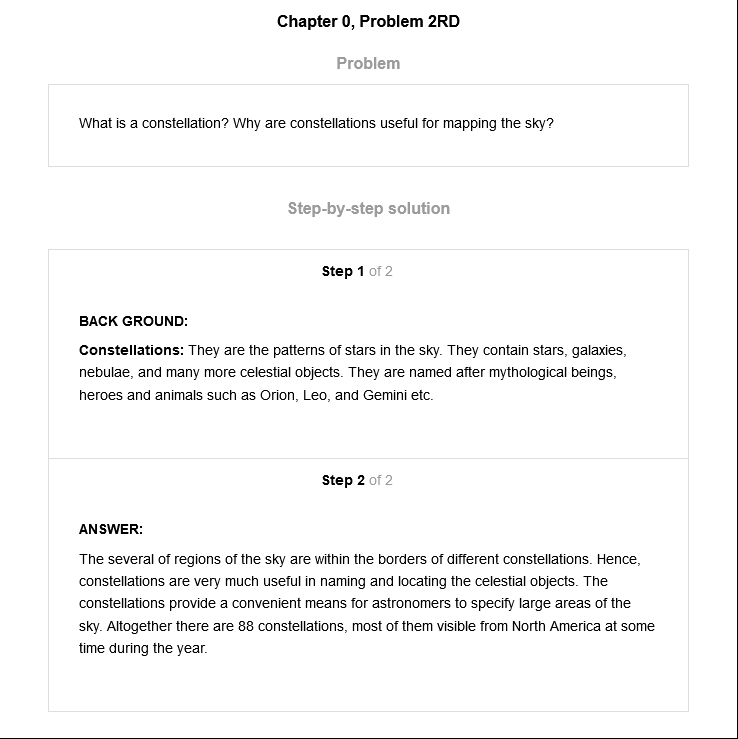 Chapter 0, Problem 2RD
Problem
What is a constellation? Why are constellations useful for mapping the sky?
Step-by-step solution
Step 1 of 2
BACK GROUND:
Constellations: They are the patterns of stars in the sky. They contain stars, galaxies,
nebulae, and many more celestial objects. They are named after mythological beings,
heroes and animals such as Orion, Leo, and Gemini etc.
Step 2 of 2
ANSWER:
The several of regions of the sky are within the borders of different constellations. Hence,
constellations are very much useful in naming and locating the celestial objects. The
constellations provide a convenient means for astronomers to specify large areas of the
sky. Altogether there are 88 constellations, most of them visible from North America at some
time during the year.